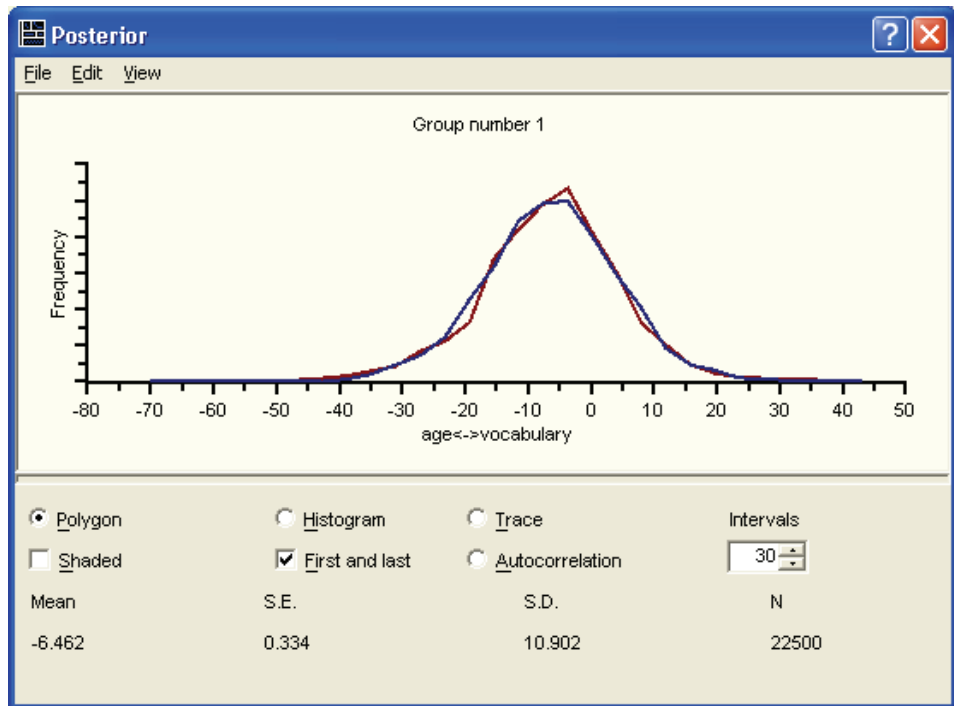 Posterior
File Edit View
Group number 1
Frequency
-80 -70 -60 -50 -40 -30 -20 -10 0 10 20 30 40 50
age<->vocabulary
Polygon Histogram Trace Intervals
Shaded First and last Autocorrelation 30
Mean S.E. S.D. N
-6.462 0.334 10.902 22500